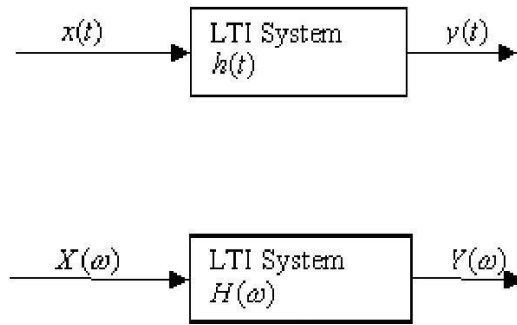 x(t)
LTI System
h(t)
y(t)
X(ω)
LTI System
H(ω)
Y(ω)